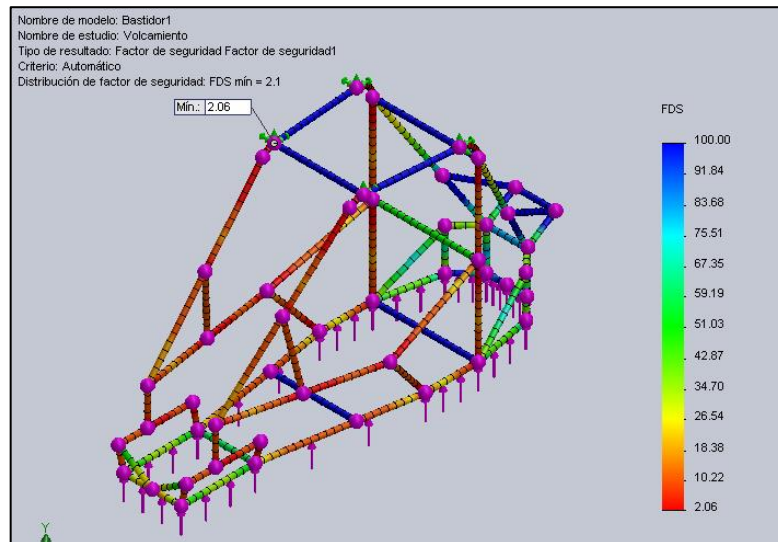 Nombre de modelo: Bastidor1
Nombre de estudio: Volcamiento
Tipo de resultado: Factor de seguridad Factor de seguridad1
Criterio: Automático
Distribución de factor de seguridad: FDS mín = 2.1
Mín.: 2.06
FDS
100.00
91.84
83.68
75.51
67.35
59.19
51.03
42.87
34.70
26.54
18.38
10.22
2.06
Y